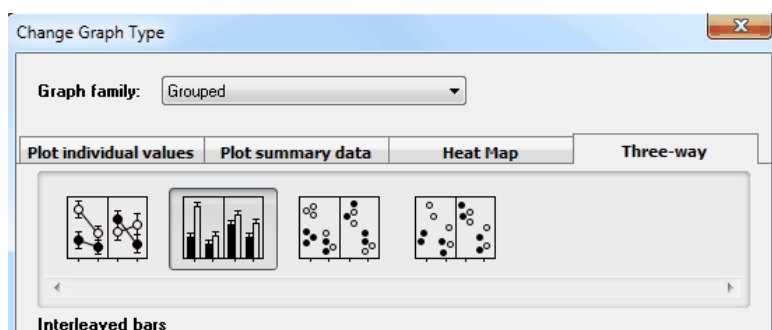 Change Graph Type
Graph family: Grouped
Plot individual values Plot summary data Heat Map Three-way
Interleaved bars